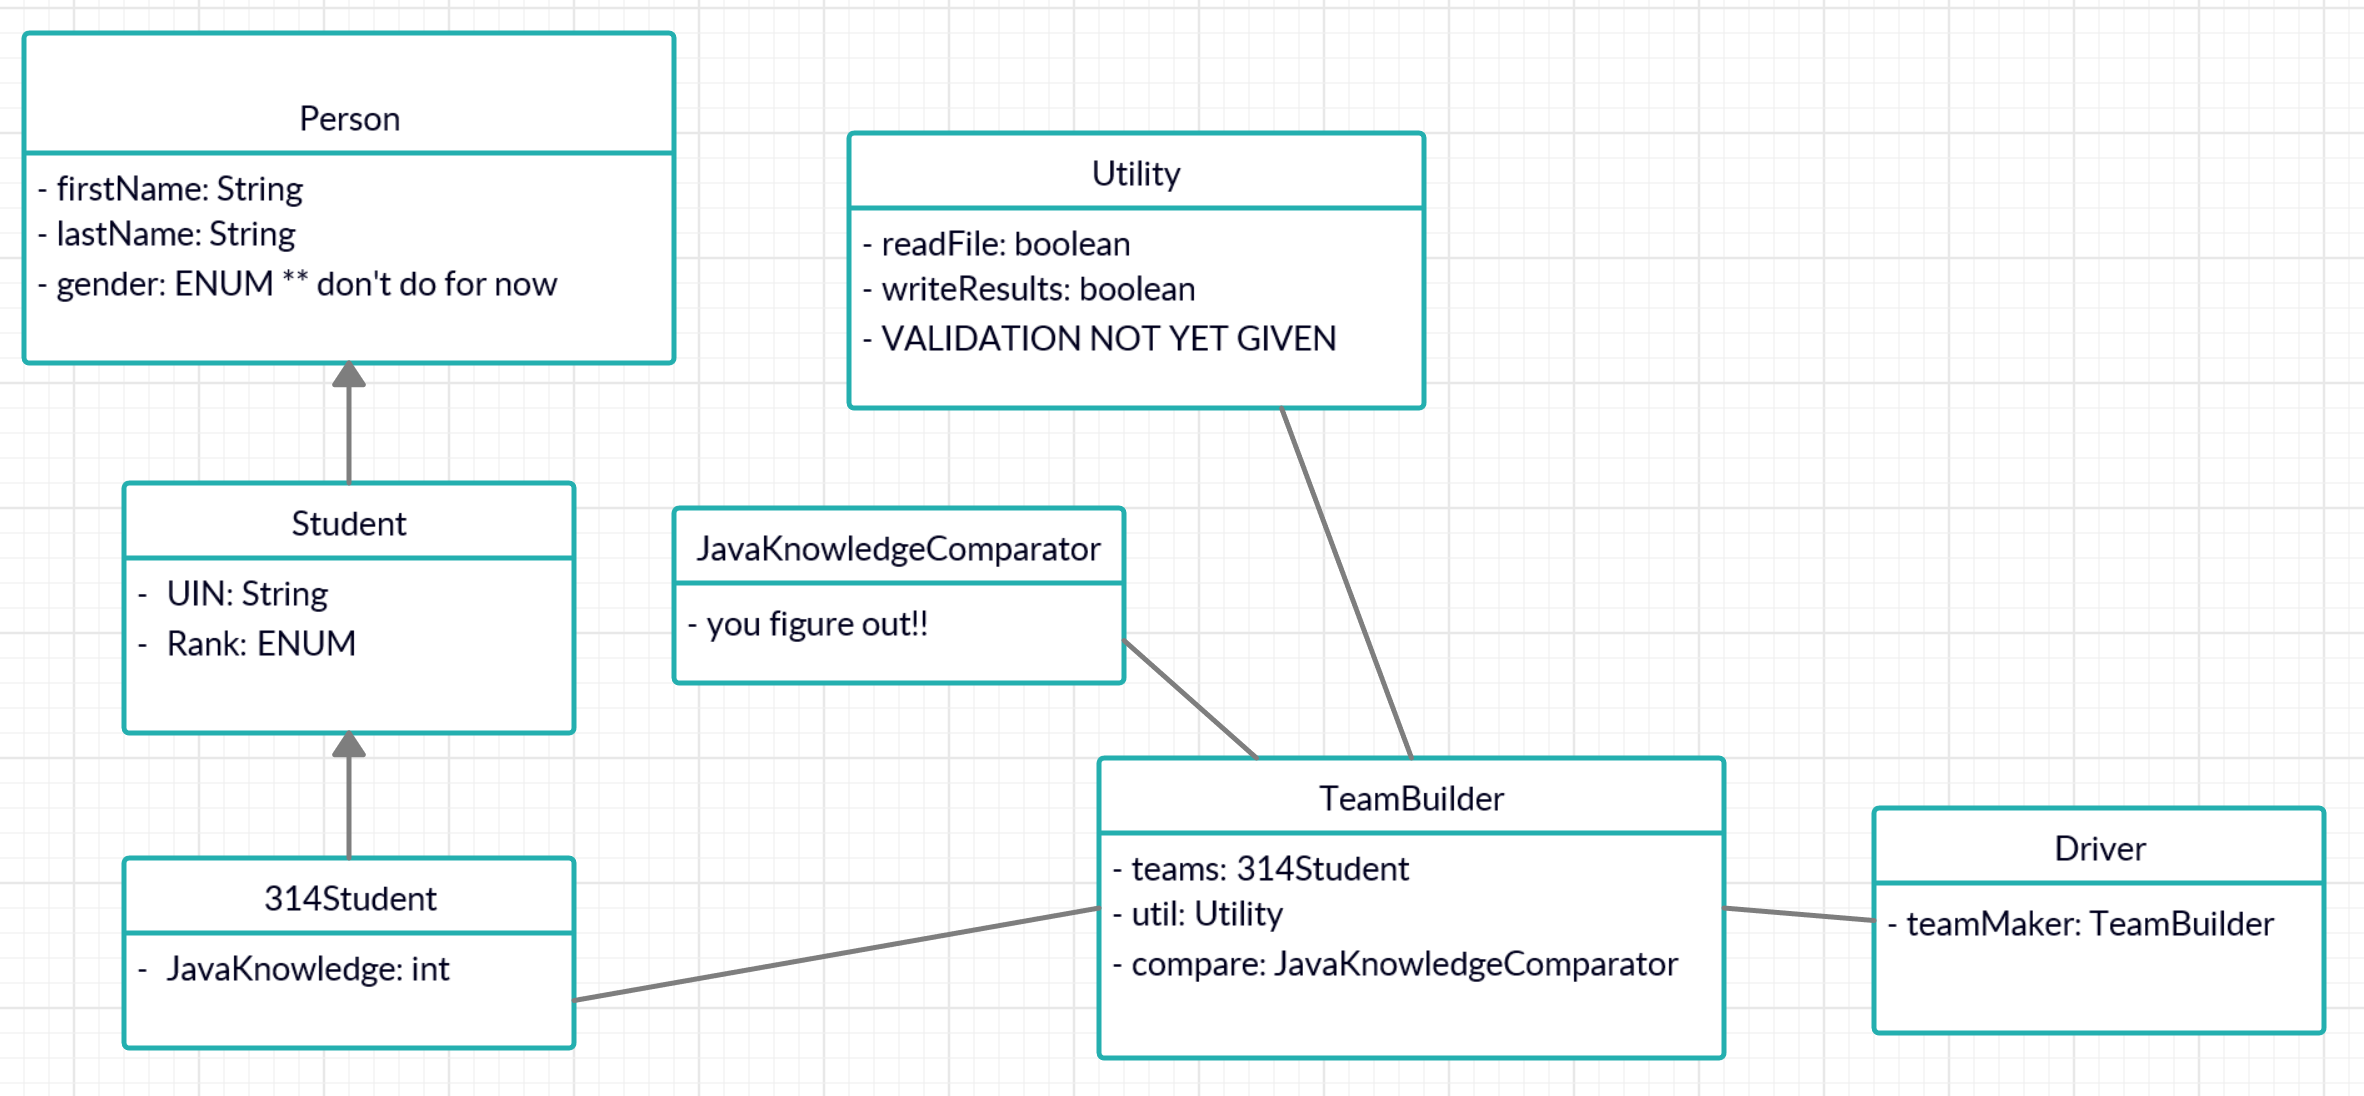 Person
- firstName: String
- lastName: String
- gender: ENUM ** don't do for now
Utility
- readFile: boolean
- writeResults: boolean
- VALIDATION NOT YET GIVEN
Student
- UIN: String
- Rank: ENUM
JavaKnowledgeComparator
- you figure out!!
314Student
- JavaKnowledge: int
TeamBuilder
- teams: 314Student
- util: Utility
- compare: JavaKnowledgeComparator
Driver
- teamMaker: TeamBuilder